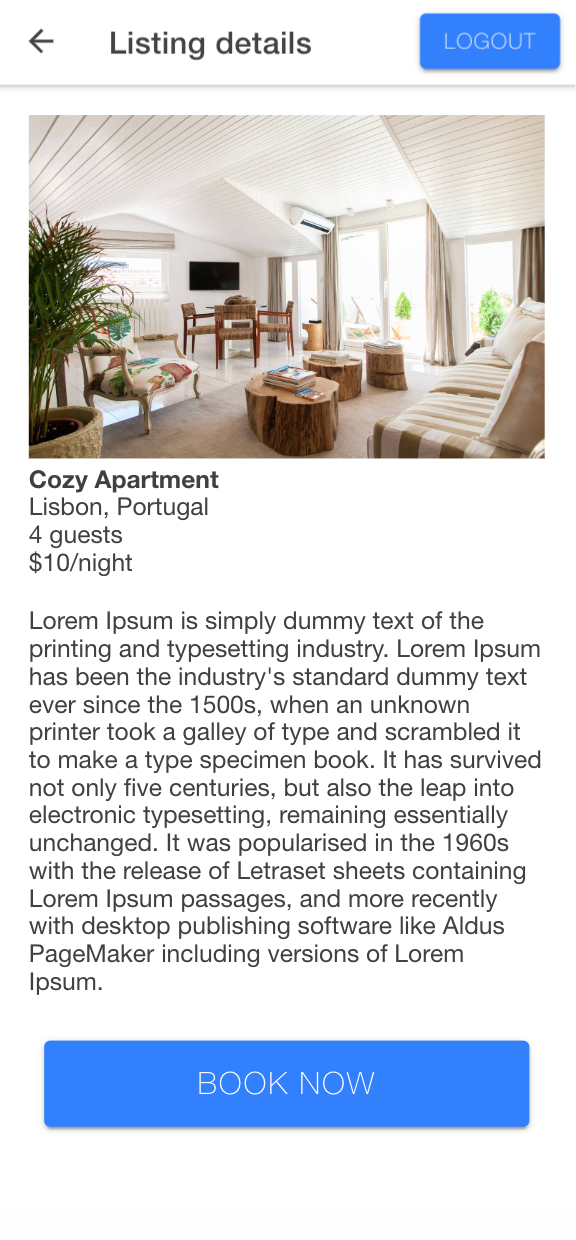 Listing details
LOGOUT
Cozy Apartment
Lisbon, Portugal
4 guests
$10/night
Lorem Ipsum is simply dummy text of the
printing and typesetting industry. Lorem Ipsum
has been the industry's standard dummy text
ever since the 1500s, when an unknown
printer took a galley of type and scrambled it
to make a type specimen book. It has survived
not only five centuries, but also the leap into
electronic typesetting, remaining essentially
unchanged. It was popularised in the 1960s
with the release of Letraset sheets containing
Lorem Ipsum passages, and more recently
with desktop publishing software like Aldus
PageMaker including versions of Lorem
Ipsum.
BOOK NOW